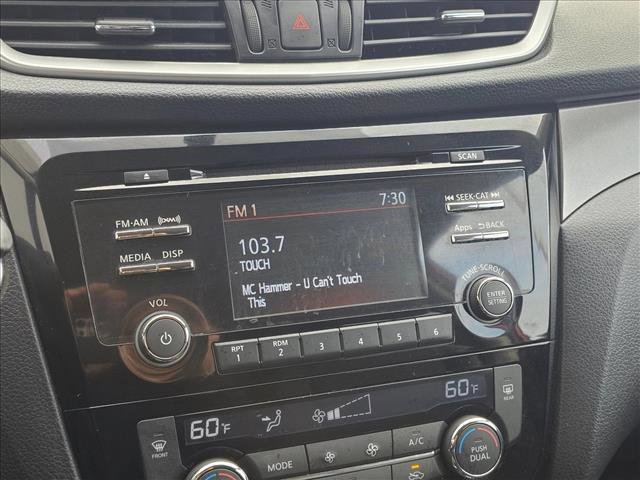 SCAN
FM·AM
((XM))
SEEK·CAT
MEDIA DISP
Apps BACK
FM 1 7:30
103.7
TOUCH
MC Hammer - U Can't Touch
This
VOL
TUNE·SCROLL
ENTER
SETTING
RPT
1
RDM
2
3
4
5
6
60°F
60°F
FRONT
REAR
MODE
A/C
PUSH
DUAL